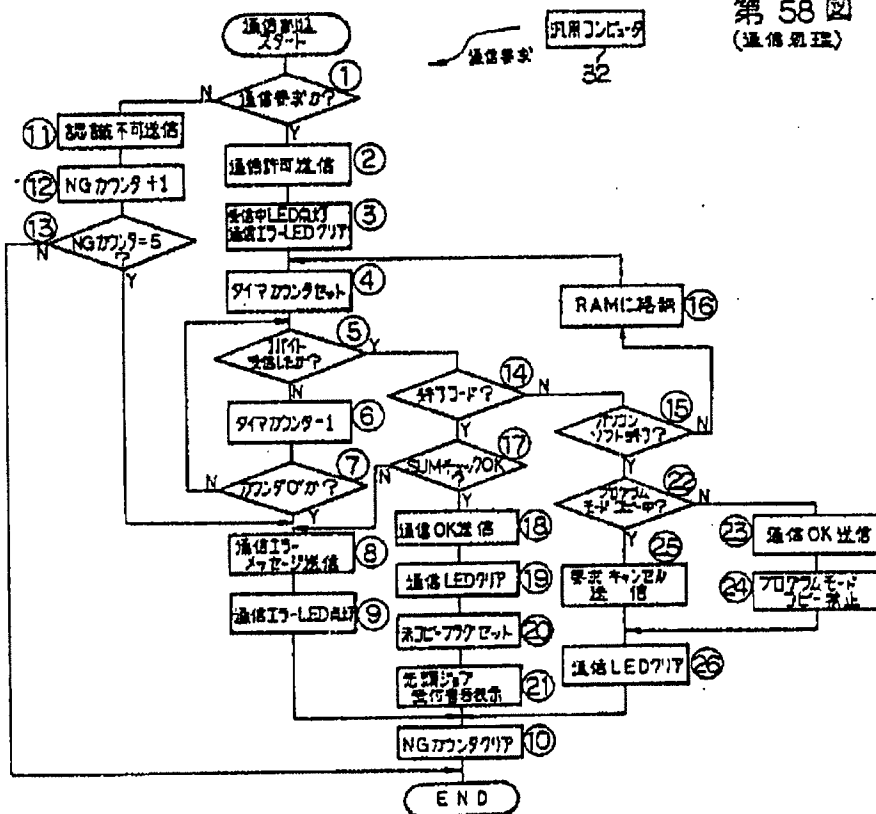 第58図
(通信処理)
汎用コンピュータ
32
通信要求
スタート
①
通信要求か?
N
Y
⑪
認識不可送信
②
通信許可送信
⑫
NGカウンタ+1
③
受信中LED点灯
通信エラーLEDクリア
⑬
NGカウンタ=5
?
N
Y
④
タイマカウンタセット
⑯
RAMに格納
⑤
1バイト
受信したか?
Y
N
⑭
終了コード?
N
Y
⑥
タイマカウンタ-1
⑮
パソコン
ソフト終了?
N
Y
⑦
カウンタ0か?
N
Y
⑰
SUMチェックOK
?
N
Y
㉒
プログラム
モードコピー中?
N
Y
⑧
通信エラー
メッセージ送信
⑱
通信OK送信
㉓
通信OK送信
㉕
要求キャンセル
送信
⑨
通信エラーLED点灯
⑲
通信LEDクリア
㉔
プログラムモード
コピー禁止
⑳
未コピーフラグセット
㉑
先頭ジョブ
受付番号表示
㉖
通信LEDクリア
⑩
NGカウンタクリア
END